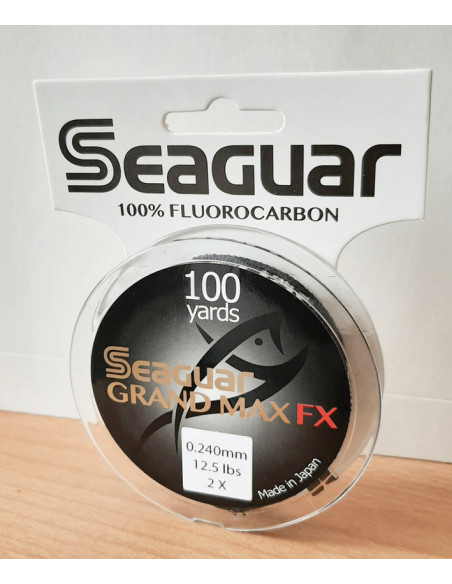 SEAGUAR
100% FLUOROCARBON
100
yards
SEAGUAR
GRAND MAX FX
0.240mm
12.5 lbs
2 X
Made in Japan